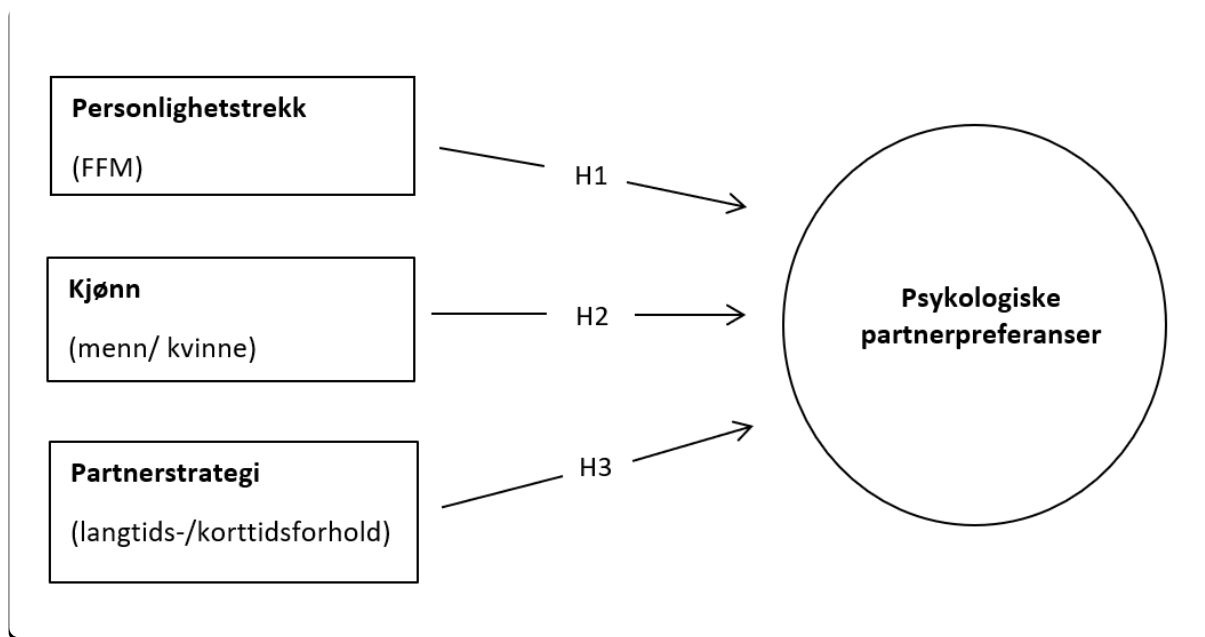 Personlighetstrekk
(FFM)
H1
Kjønn
(menn/ kvinne)
H2
Psykologiske
partnerpreferanser
Partnerstrategi
(langtids-/korttidsforhold)
H3